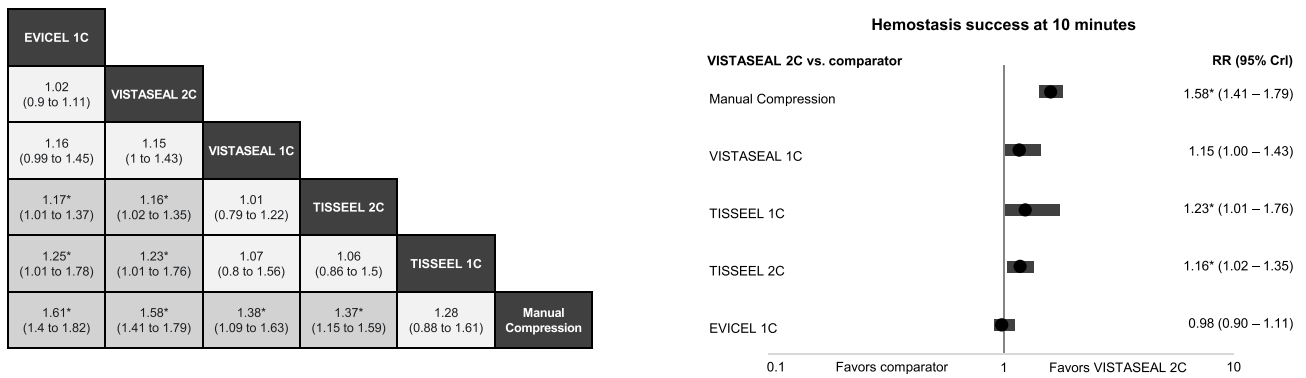 EVICEL 1C
1.02
(0.9 to 1.11)
VISTASEAL 2C
1.16
(0.99 to 1.45)
1.15
(1 to 1.43)
VISTASEAL 1C
1.17*
(1.01 to 1.37)
1.16*
(1.02 to 1.35)
1.01
(0.79 to 1.22)
TISSEEL 2C
1.25*
(1.01 to 1.78)
1.23*
(1.01 to 1.76)
1.07
(0.8 to 1.56)
1.06
(0.86 to 1.5)
TISSEEL 1C
1.61*
(1.4 to 1.82)
1.58*
(1.41 to 1.79)
1.38*
(1.09 to 1.63)
1.37*
(1.15 to 1.59)
1.28
(0.88 to 1.61)
Manual
Compression
Hemostasis success at 10 minutes
VISTASEAL 2C vs. comparator RR (95% CrI)
Manual Compression 1.58* (1.41 – 1.79)
VISTASEAL 1C 1.15 (1.00 – 1.43)
TISSEEL 1C 1.23* (1.01 – 1.76)
TISSEEL 2C 1.16* (1.02 – 1.35)
EVICEL 1C 0.98 (0.90 – 1.11)
0.1 Favors comparator 1 Favors VISTASEAL 2C 10